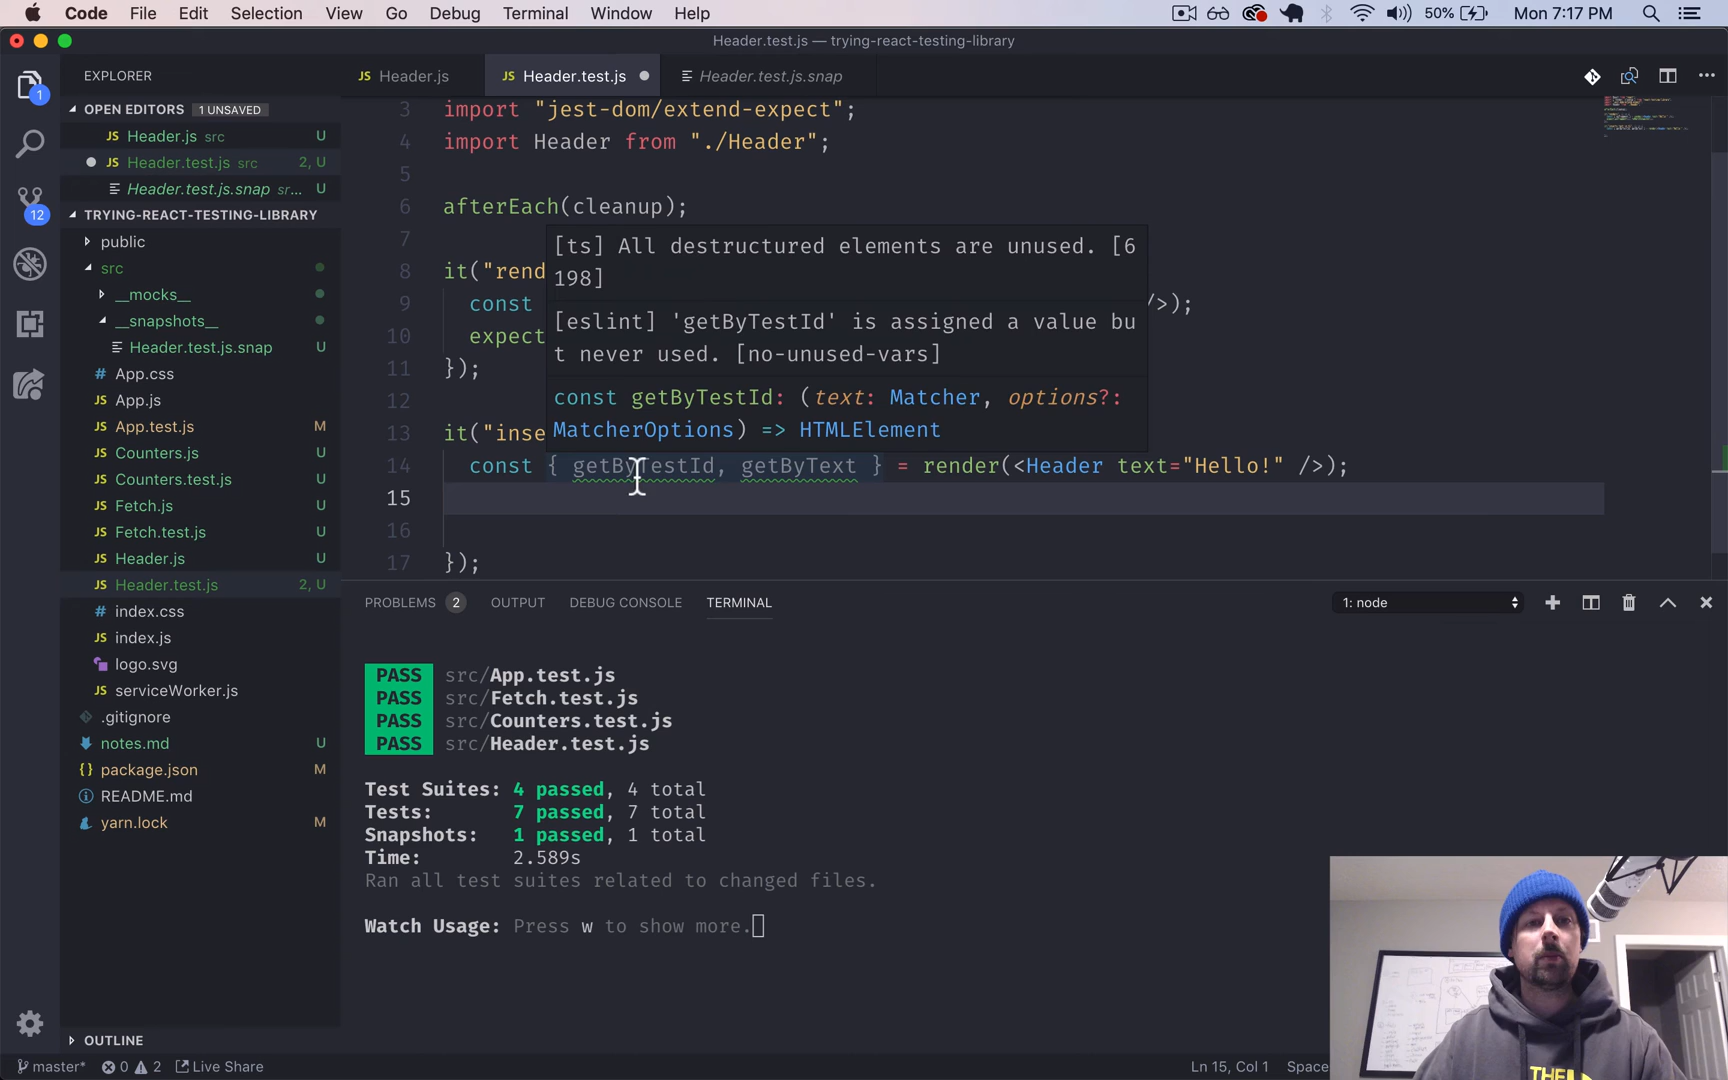 Code File Edit Selection View Go Debug Terminal Window Help
50% Mon 7:17 PM
Header.test.js — trying-react-testing-library
EXPLORER
JS Header.js
JS Header.test.js
Header.test.js.snap
OPEN EDITORS 1 UNSAVED
JS Header.js src U
JS Header.test.js src 2, U
Header.test.js.snap sr... U
TRYING-REACT-TESTING-LIBRARY
public
src
__mocks__
__snapshots__
Header.test.js.snap U
# App.css
JS App.js
JS App.test.js M
JS Counters.js U
JS Counters.test.js U
JS Fetch.js U
JS Fetch.test.js U
JS Header.js U
JS Header.test.js 2, U
# index.css
JS index.js
logo.svg
JS serviceWorker.js
.gitignore
notes.md U
{} package.json M
README.md
yarn.lock M
OUTLINE
1
12
3 import "jest-dom/extend-expect";
4 import Header from "./Header";
5
6 afterEach(cleanup);
7
8 it("rend
9 const />);
10 expect
11 });
12
13 it("inse
14 const { getByTestId, getByText } = render(<Header text="Hello!" />);
15
16
17 });
[ts] All destructured elements are unused. [6
198]
[eslint] 'getByTestId' is assigned a value bu
t never used. [no-unused-vars]
const getByTestId: (text: Matcher, options?:
MatcherOptions) => HTMLElement
PROBLEMS 2 OUTPUT DEBUG CONSOLE TERMINAL
1: node
PASS src/App.test.js
PASS src/Fetch.test.js
PASS src/Counters.test.js
PASS src/Header.test.js
Test Suites: 4 passed, 4 total
Tests: 7 passed, 7 total
Snapshots: 1 passed, 1 total
Time: 2.589s
Ran all test suites related to changed files.
Watch Usage: Press w to show more.
THE
master* 0 2 Live Share
Ln 15, Col 1 Space